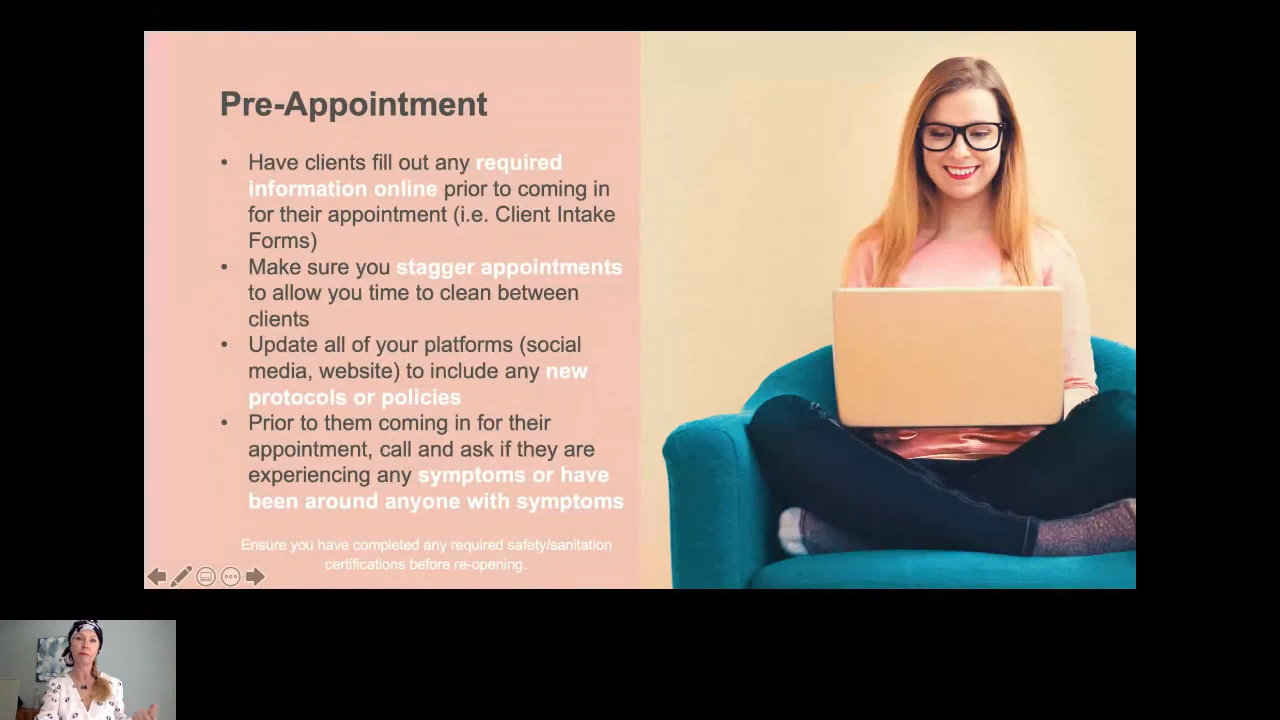 Pre-Appointment
• Have clients fill out any required
information online prior to coming in
for their appointment (i.e. Client Intake
Forms)
• Make sure you stagger appointments
to allow you time to clean between
clients
• Update all of your platforms (social
media, website) to include any new
protocols or policies
• Prior to them coming in for their
appointment, call and ask if they are
experiencing any symptoms or have
been around anyone with symptoms
Ensure you have completed any required safety/sanitation
certifications before re-opening.